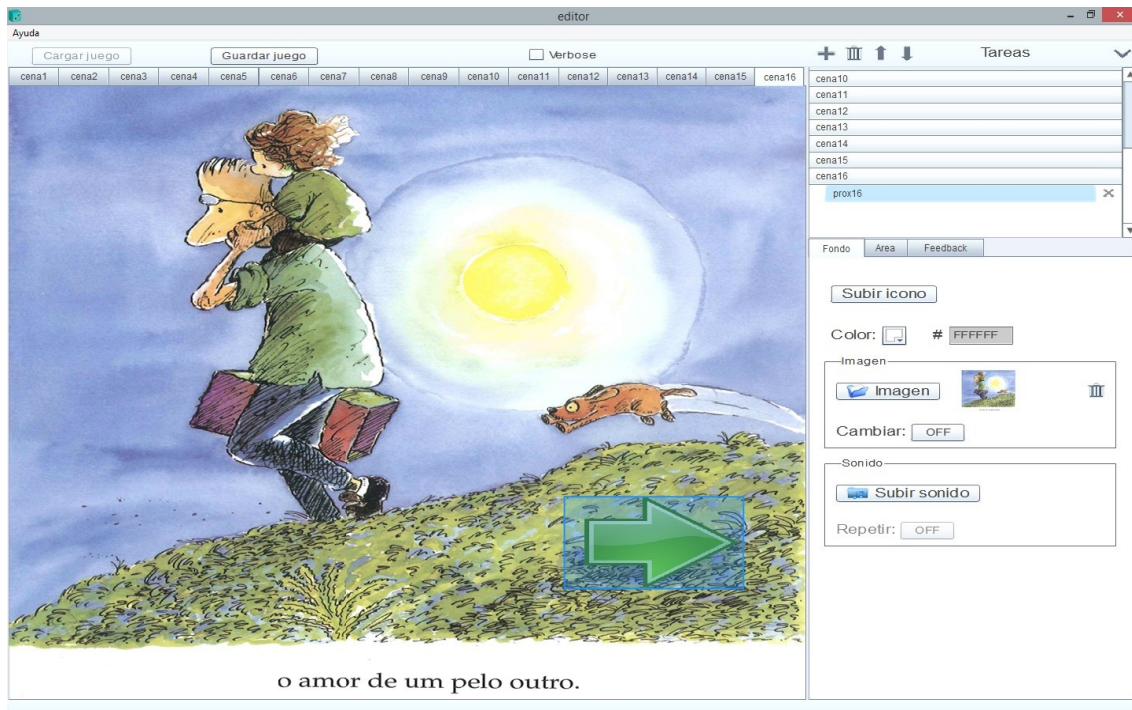 editor
Ayuda
Cargar juego Guardar juego Verbose Tareas
cena1 cena2 cena3 cena4 cena5 cena6 cena7 cena8 cena9 cena10 cena11 cena12 cena13 cena14 cena15 cena16
cena10
cena11
cena12
cena13
cena14
cena15
cena16
prox16
Fondo Area Feedback
Subir icono
Color: # FFFFFF
Imagen
Imagen
Cambiar: OFF
Sonido
Subir sonido
Repetir: OFF
o amor de um pelo outro.